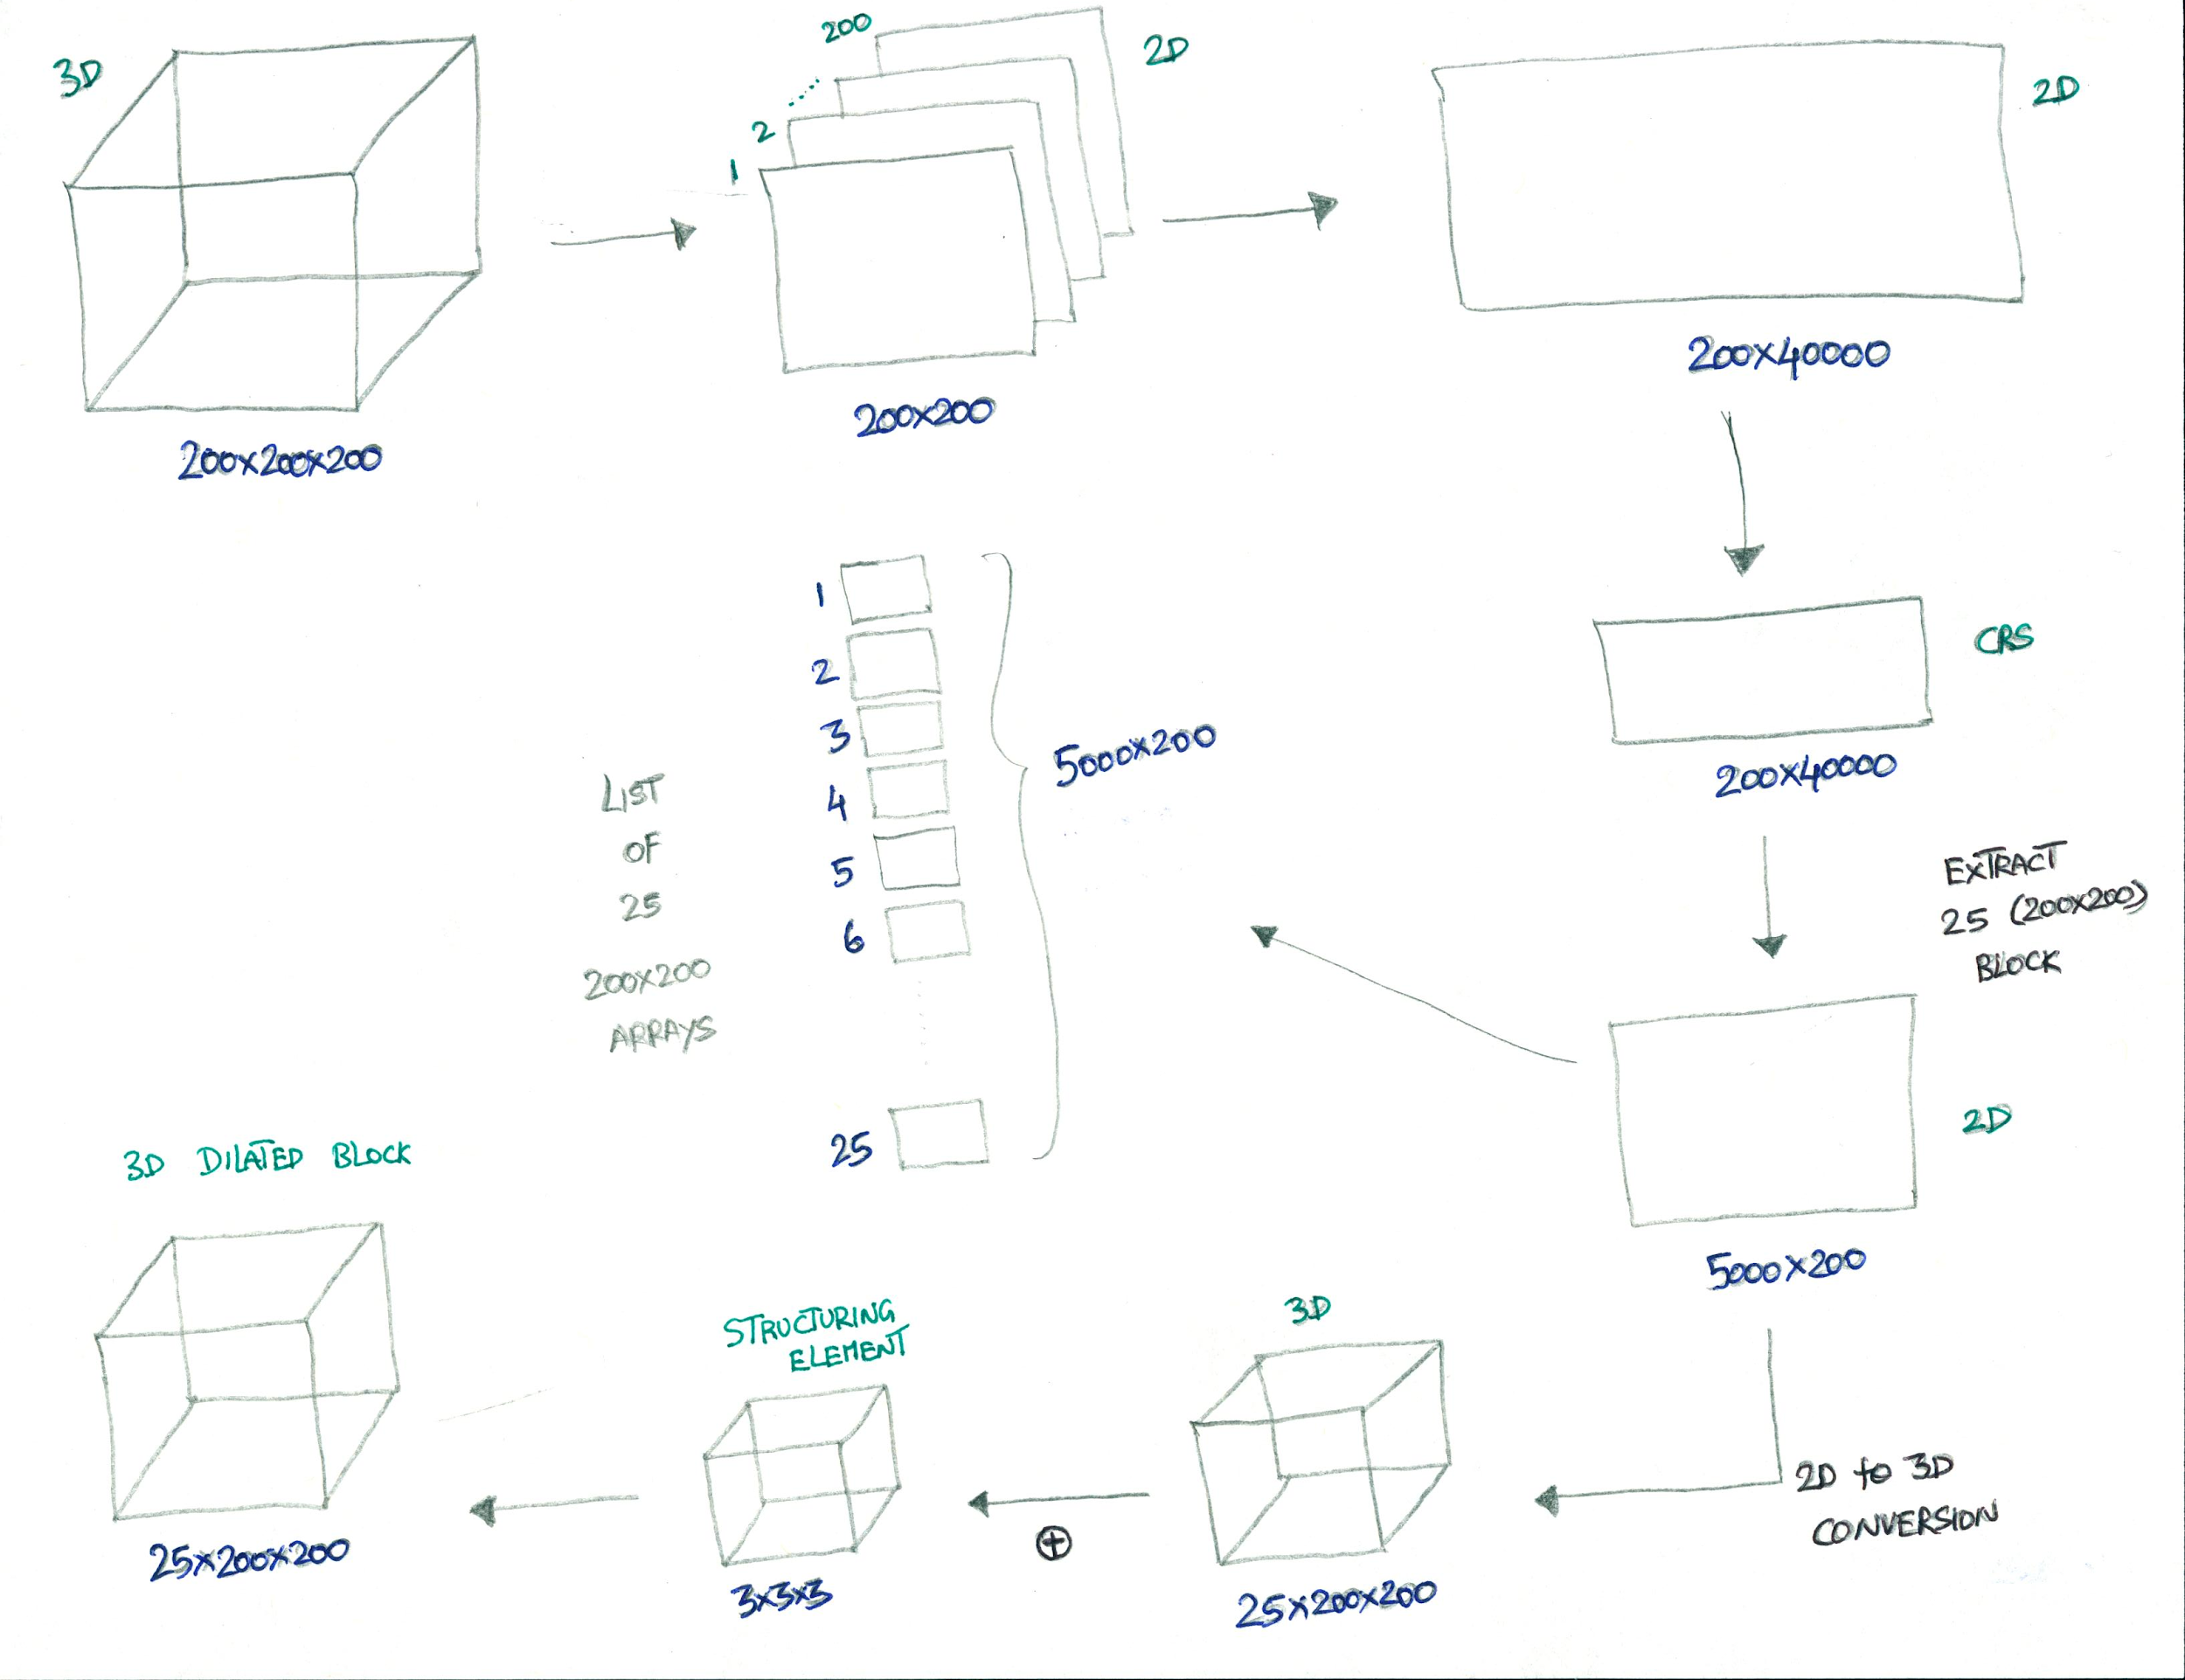 3D
200x200x200
200
2
1
2D
200x200
2D
200x40000
CRS
200x40000
EXTRACT
25 (200x200)
BLOCK
2D
5000x200
1
2
3
4
5
6
25
5000x200
LIST
OF
25
200x200
ARRAYS
2D to 3D
CONVERSION
3D
25x200x200
⊕
STRUCTURING
ELEMENT
3x3x3
3D DILATED BLOCK
25x200x200